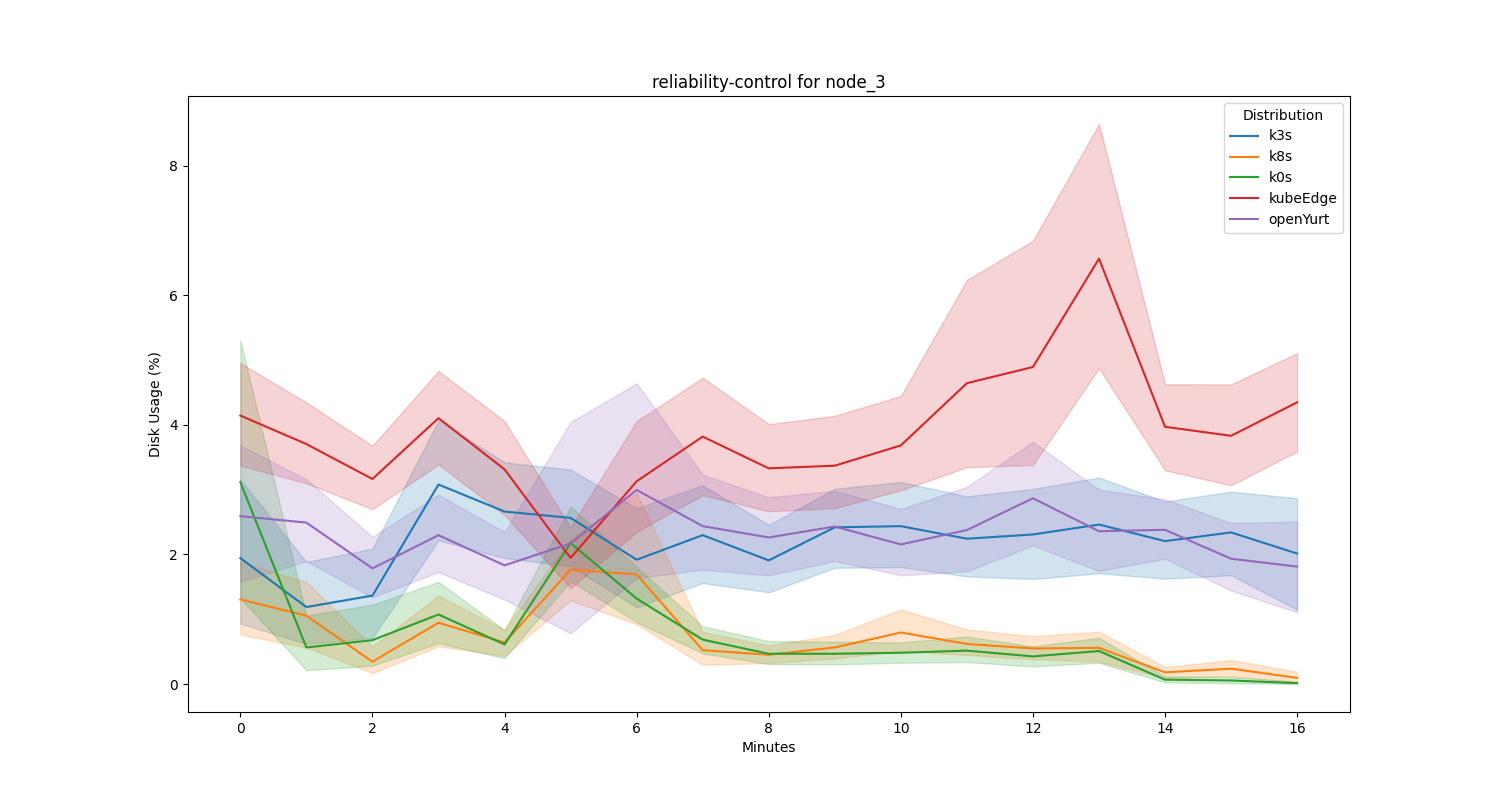 reliability-control for node_3
Distribution
k3s
k8s
k0s
kubeEdge
openYurt
Disk Usage (%)
8
6
4
2
0
0 2 4 6 8 10 12 14 16
Minutes